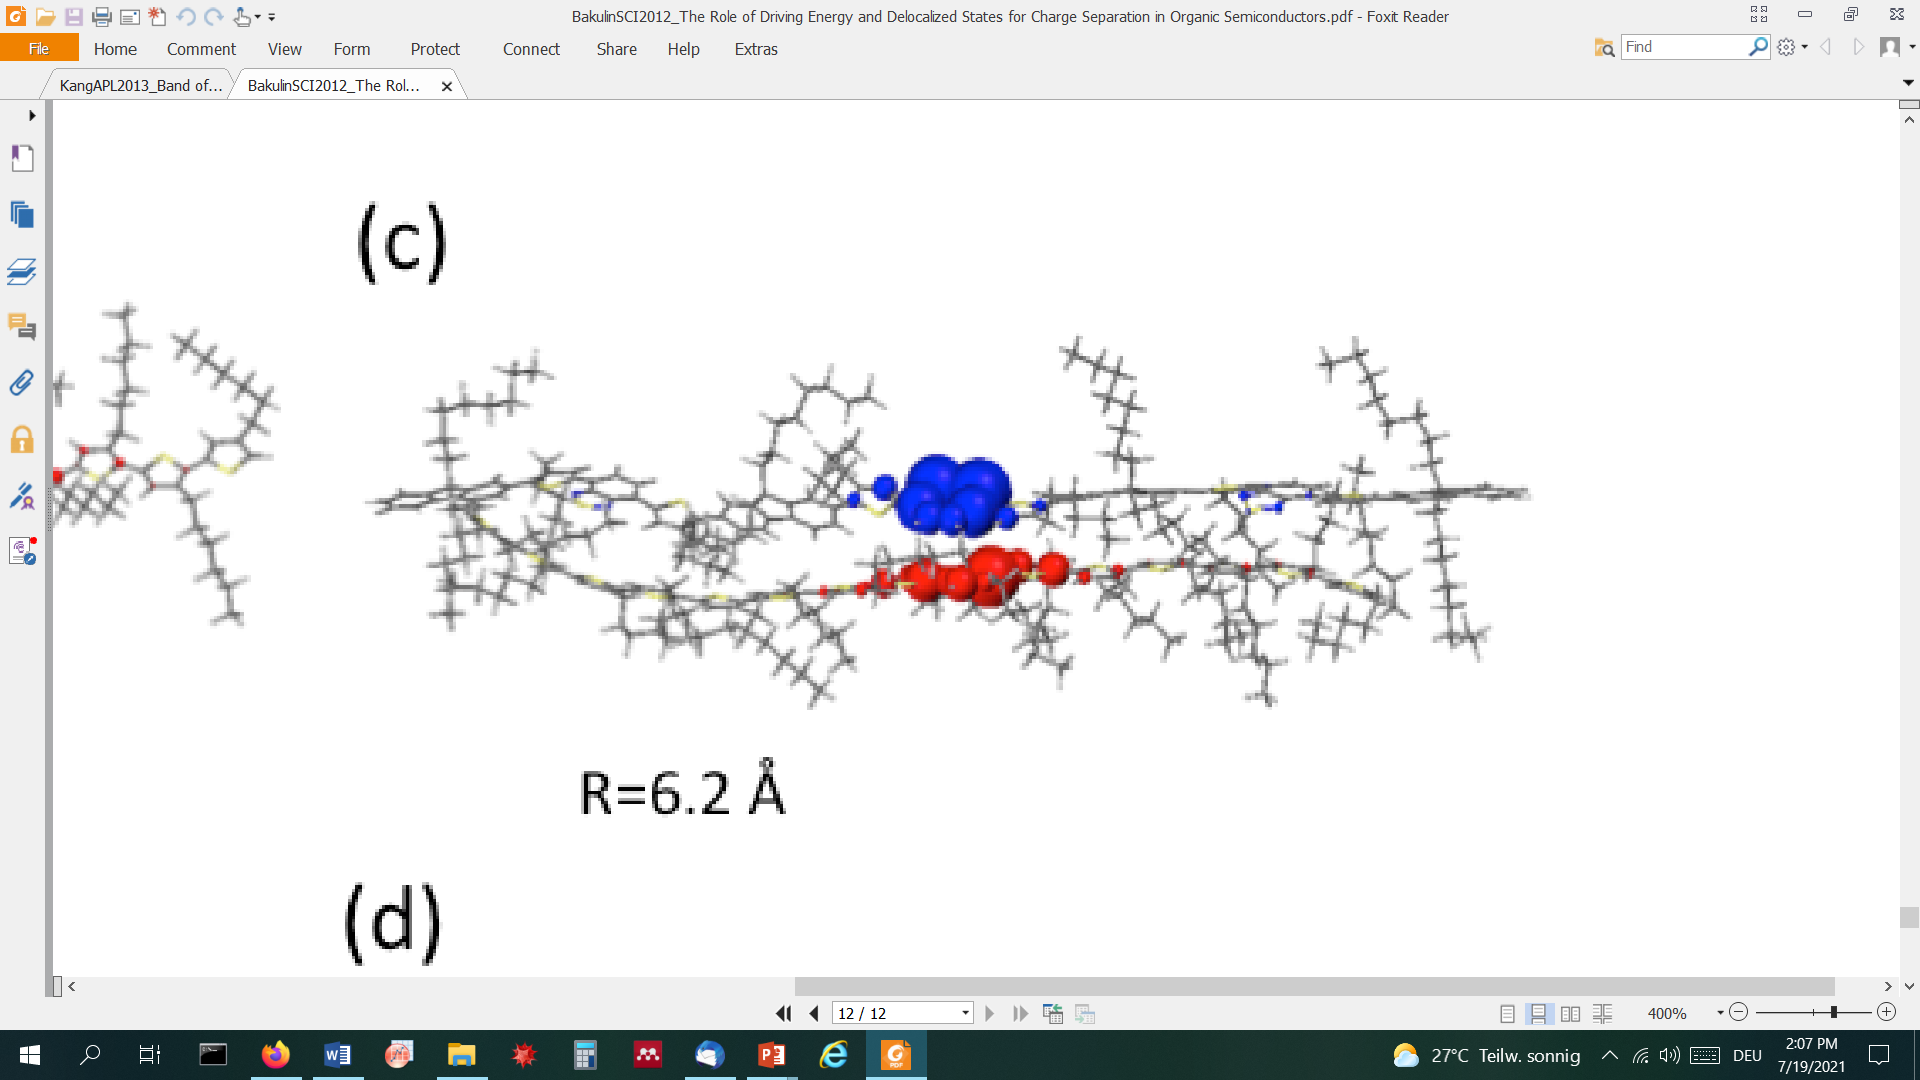 BakulinSCI2012_The Role of Driving Energy and Delocalized States for Charge Separation in Organic Semiconductors.pdf - Foxit Reader
File Home Comment View Form Protect Connect Share Help Extras
Find
KangAPL2013_Band of... BakulinSCI2012_The Rol...
(c)
R=6.2 Å
(d)
12 / 12
400%
27°C Teilw. sonnig
DEU
2:07 PM
7/19/2021